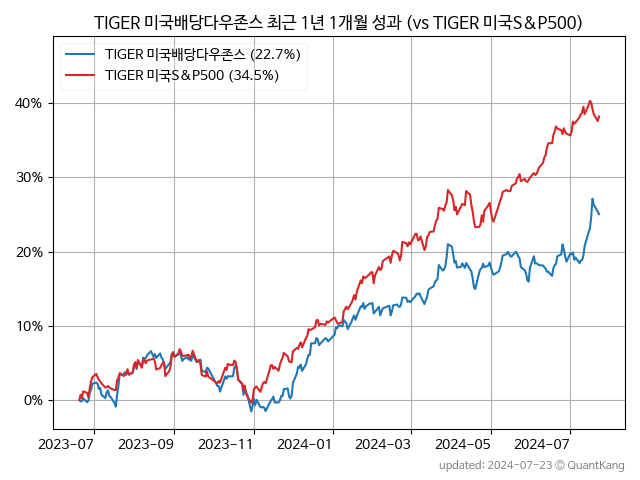 TIGER 미국배당다우존스 최근 1년 1개월 성과 (vs TIGER 미국S&P500)
TIGER 미국배당다우존스 (22.7%)
TIGER 미국S&P500 (34.5%)
40%
30%
20%
10%
0%
2023-07 2023-09 2023-11 2024-01 2024-03 2024-05 2024-07
updated: 2024-07-23 © QuantKang